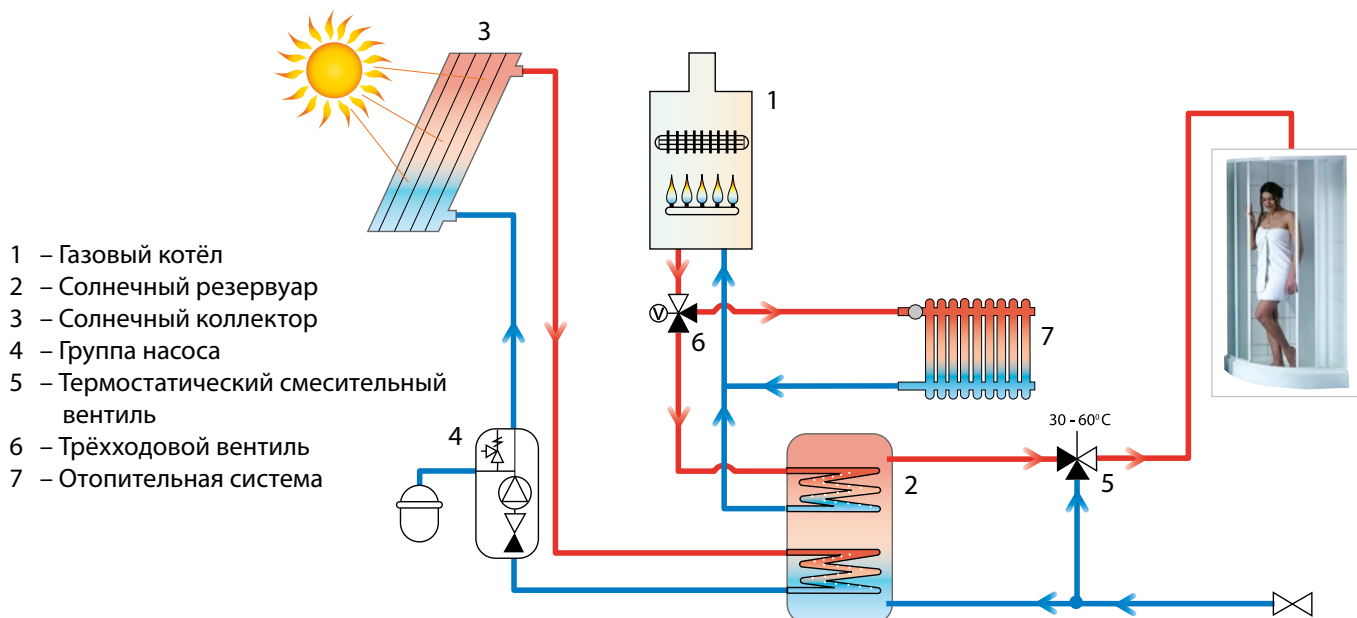 3
1
1 – Газовый котёл
2 – Солнечный резервуар
3 – Солнечный коллектор
4 – Группа насоса
5 – Термостатический смесительный
вентиль
6 – Трёхходовой вентиль
7 – Отопительная система
V
6
7
4
30 - 60°C
2
5